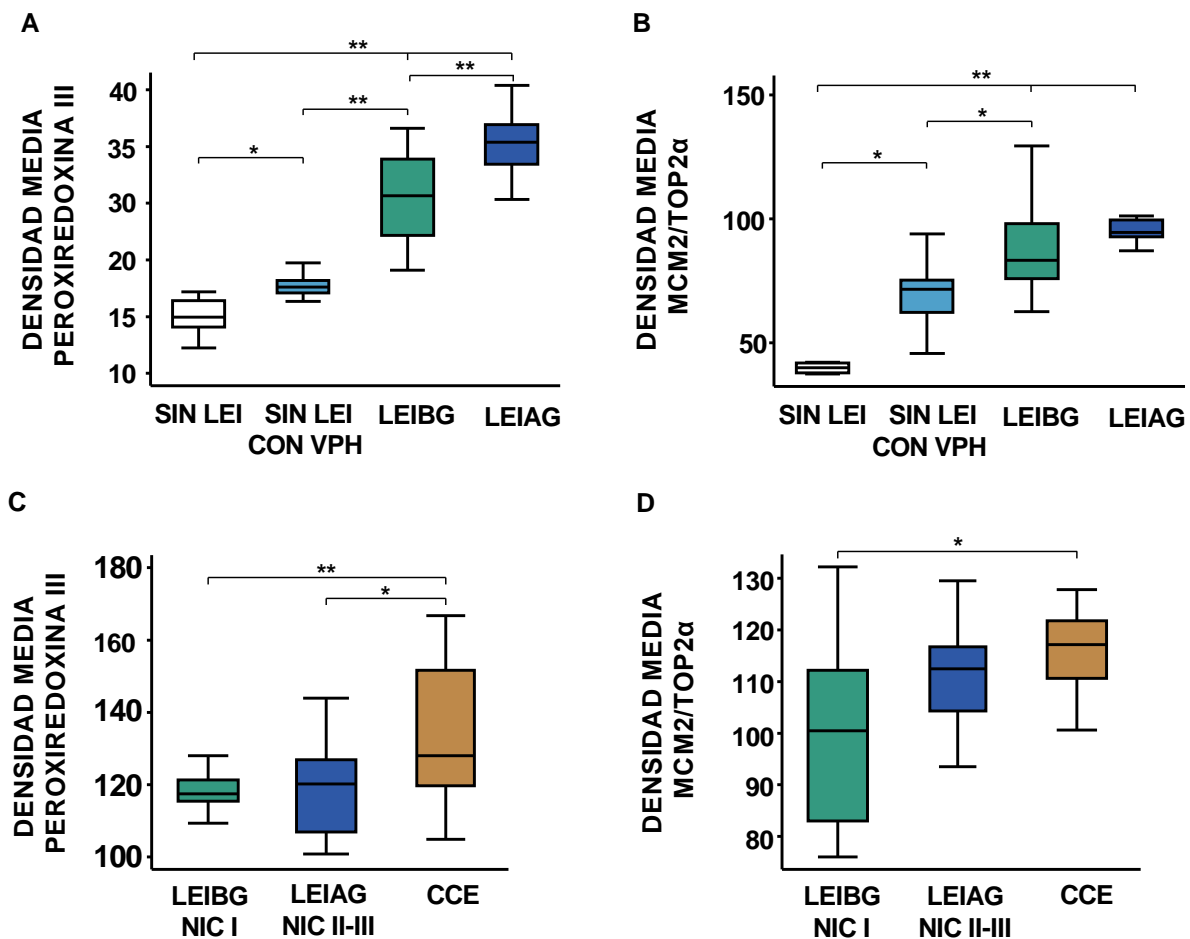 A
DENSIDAD MEDIA
PEROXIREDOXINA III
40
35
30
20
15
10
**
**
**
*
SIN LEI
SIN LEI
CON VPH
LEIBG
LEIAG
B
DENSIDAD MEDIA
MCM2/TOP2α
150
100
50
**
*
*
SIN LEI
SIN LEI
CON VPH
LEIBG
LEIAG
C
DENSIDAD MEDIA
PEROXIREDOXINA III
180
160
140
120
100
**
*
LEIBG
NIC I
LEIAG
NIC II-III
CCE
D
DENSIDAD MEDIA
MCM2/TOP2α
130
120
110
100
90
80
*
LEIBG
NIC I
LEIAG
NIC II-III
CCE